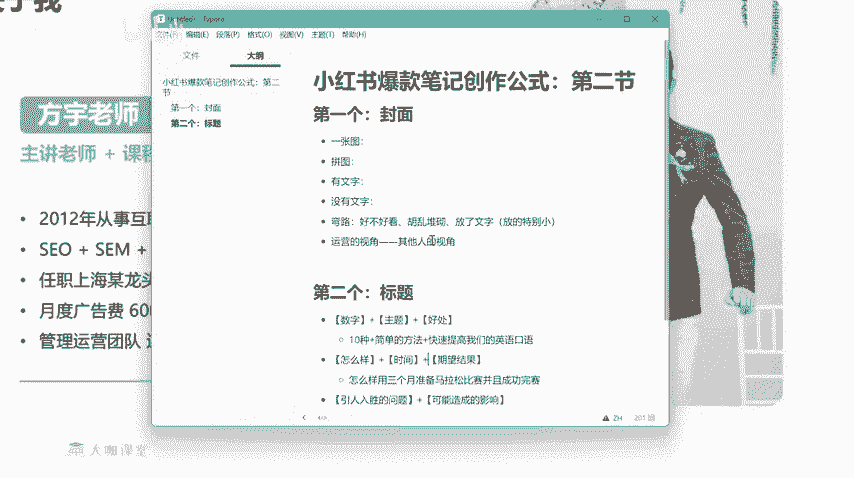 于我
方宇老师
主讲老师 + 课程
2012年从事互联
SEO + SEM +
任职上海某龙头
月度广告费 600
管理运营团队
大咖课堂
Untitled - Typora
文件(F) 编辑(E) 段落(P) 格式(O) 视图(V) 主题(T) 帮助(H)
文件 大纲
小红书爆款笔记创作公式：第二节
第一个：封面
第二个：标题
小红书爆款笔记创作公式：第二节
第一个：封面
一张图：
拼图：
有文字：
没有文字：
弯路：好不好看、胡乱堆砌、放了文字（放的特别小）
运营的视角——其他人的视角
第二个：标题
【数字】+【主题】+【好处】
10种+简单的方法+快速提高我们的英语口语
【怎么样】+【时间】+【期望结果】
怎么样用三个月准备马拉松比赛并且成功完赛
【引人入胜的问题】+【可能造成的影响】
ZH